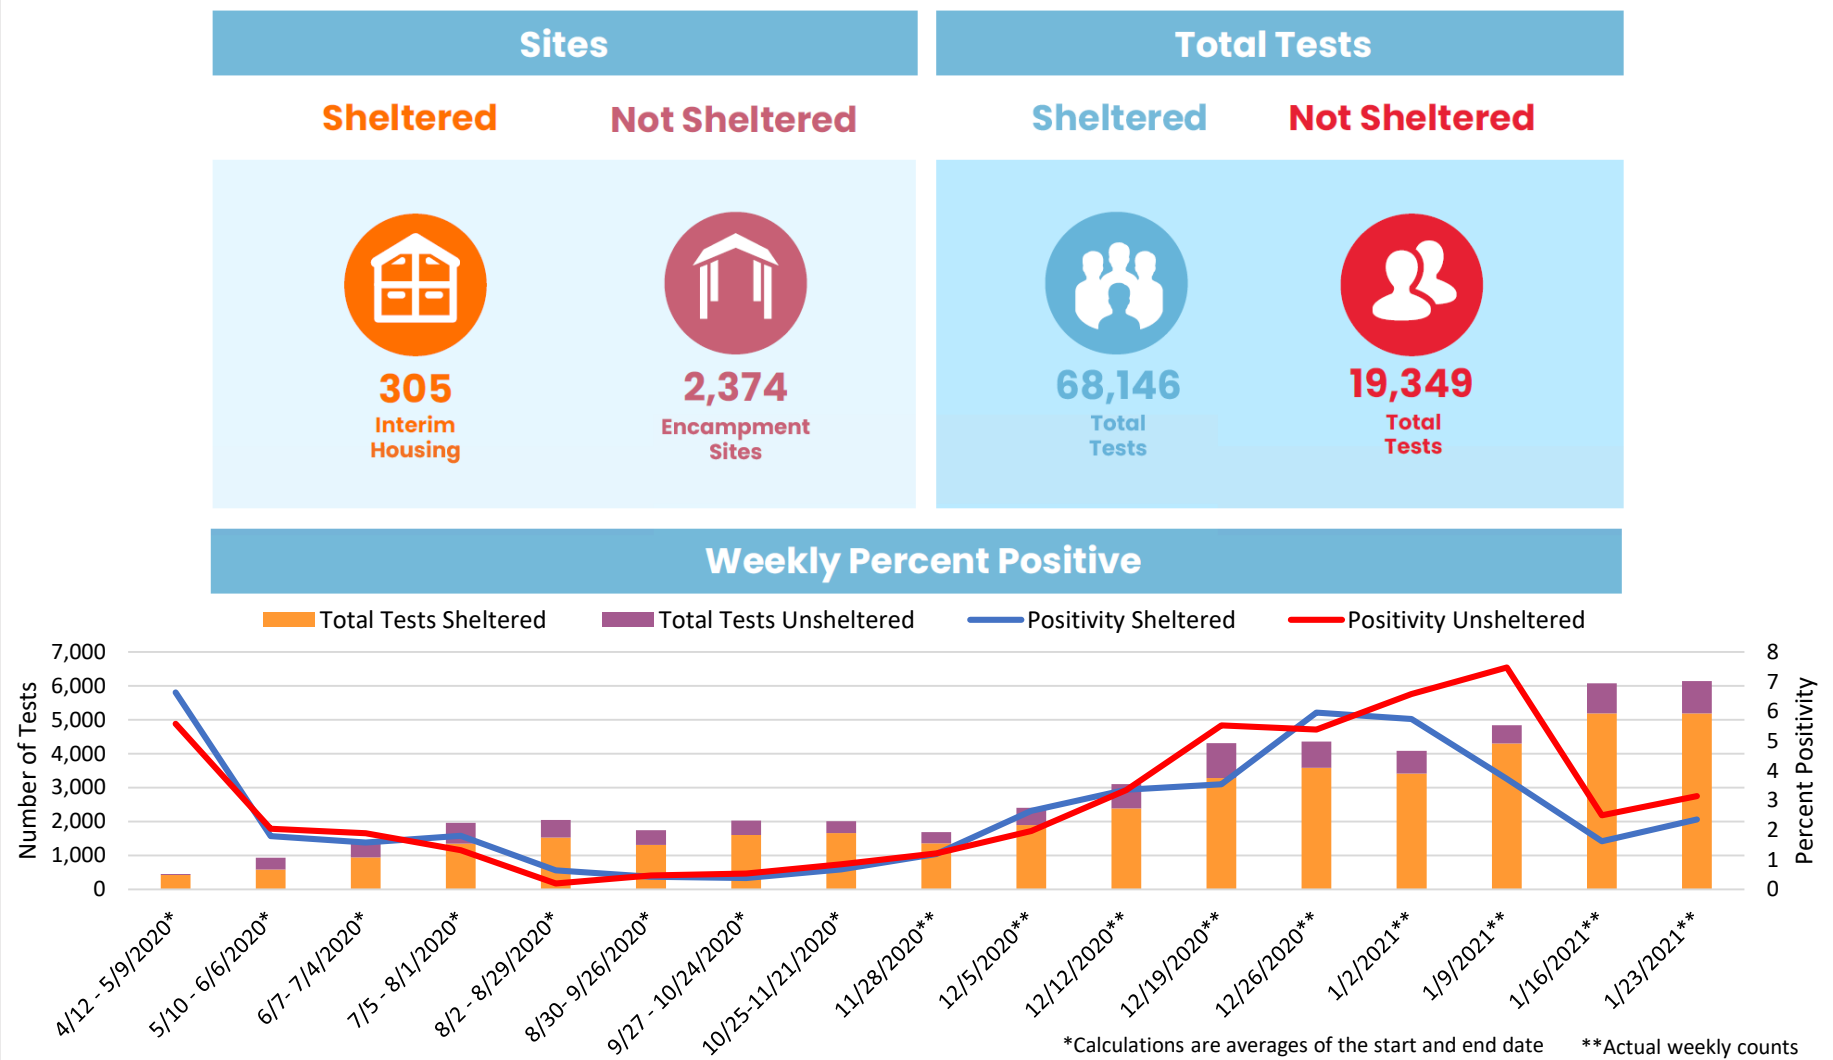 Sites
Total Tests
Sheltered
Not Sheltered
Sheltered
Not Sheltered
305
Interim
Housing
2,374
Encampment
Sites
68,146
Total
Tests
19,349
Total
Tests
Weekly Percent Positive
Total Tests Sheltered
Total Tests Unsheltered
Positivity Sheltered
Positivity Unsheltered
Number of Tests
7,000
6,000
5,000
4,000
3,000
2,000
1,000
0
8
7
6
5
4
3
2
1
0
Percent Positivity
4/12 - 5/9/2020*
5/10 - 6/6/2020*
6/7- 7/4/2020*
7/5 - 8/1/2020*
8/2 - 8/29/2020*
8/30- 9/26/2020*
9/27 - 10/24/2020*
10/25-11/21/2020*
11/28/2020**
12/5/2020**
12/12/2020**
12/19/2020**
12/26/2020**
1/2/2021**
1/9/2021**
1/16/2021**
1/23/2021**
*Calculations are averages of the start and end date
**Actual weekly counts